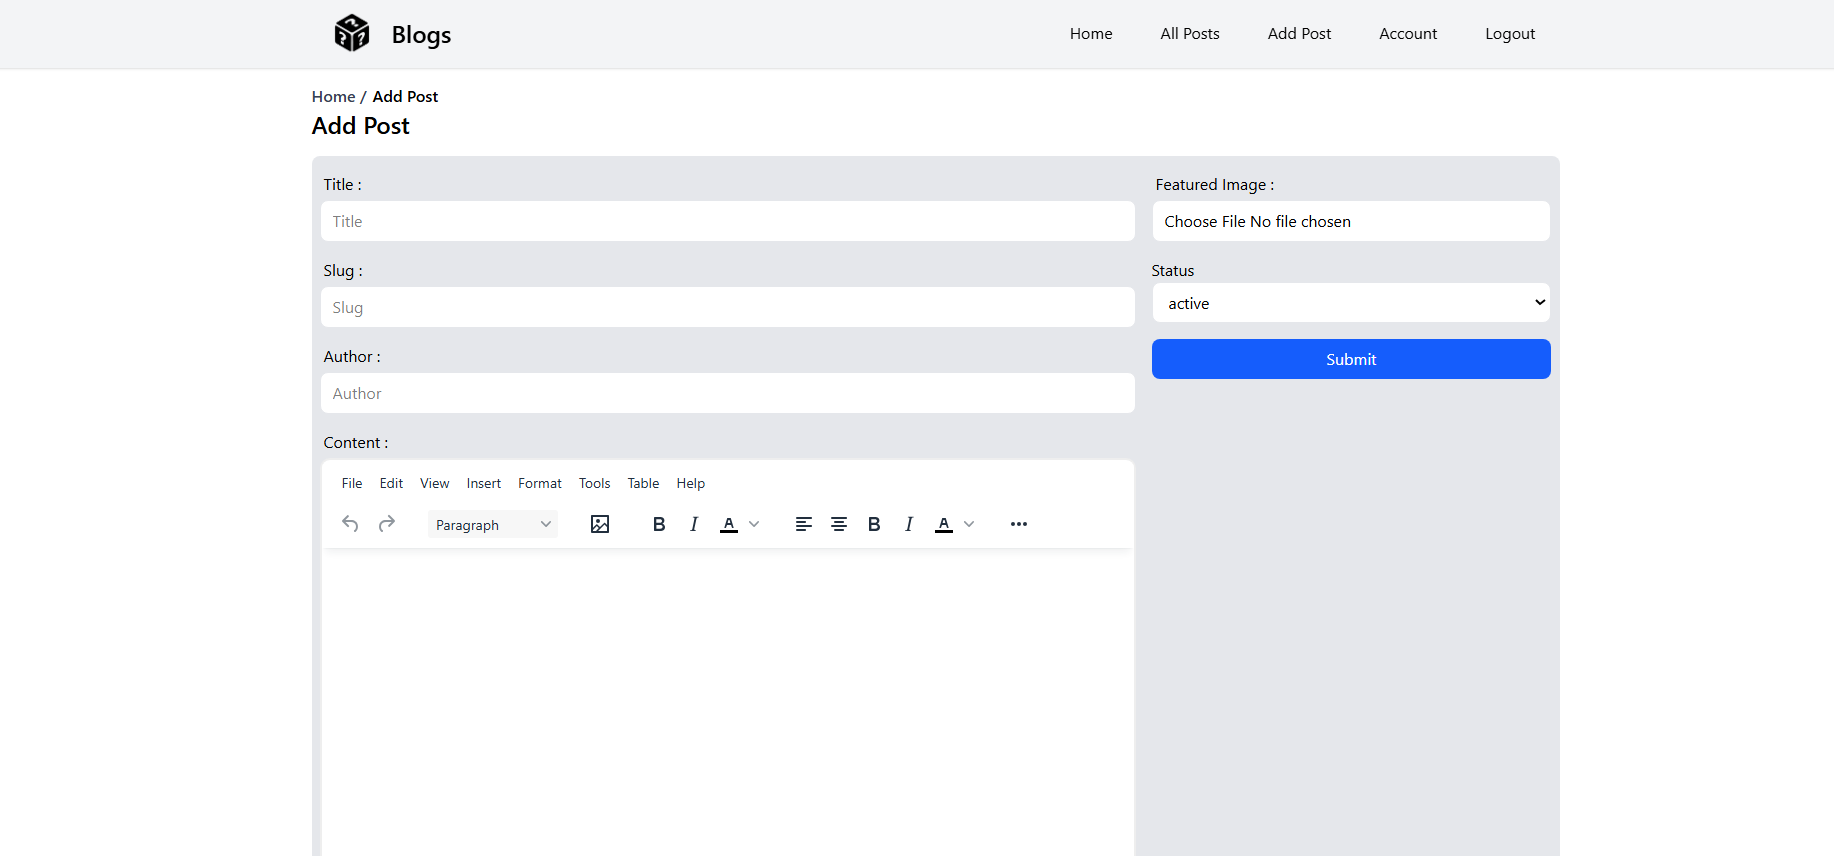 Blogs
Home All Posts Add Post Account Logout
Home / Add Post
Add Post
Title :
Title
Slug :
Slug
Author :
Author
Content :
File Edit View Insert Format Tools Table Help
Paragraph B I A B I A
Featured Image :
Choose File No file chosen
Status
active
Submit